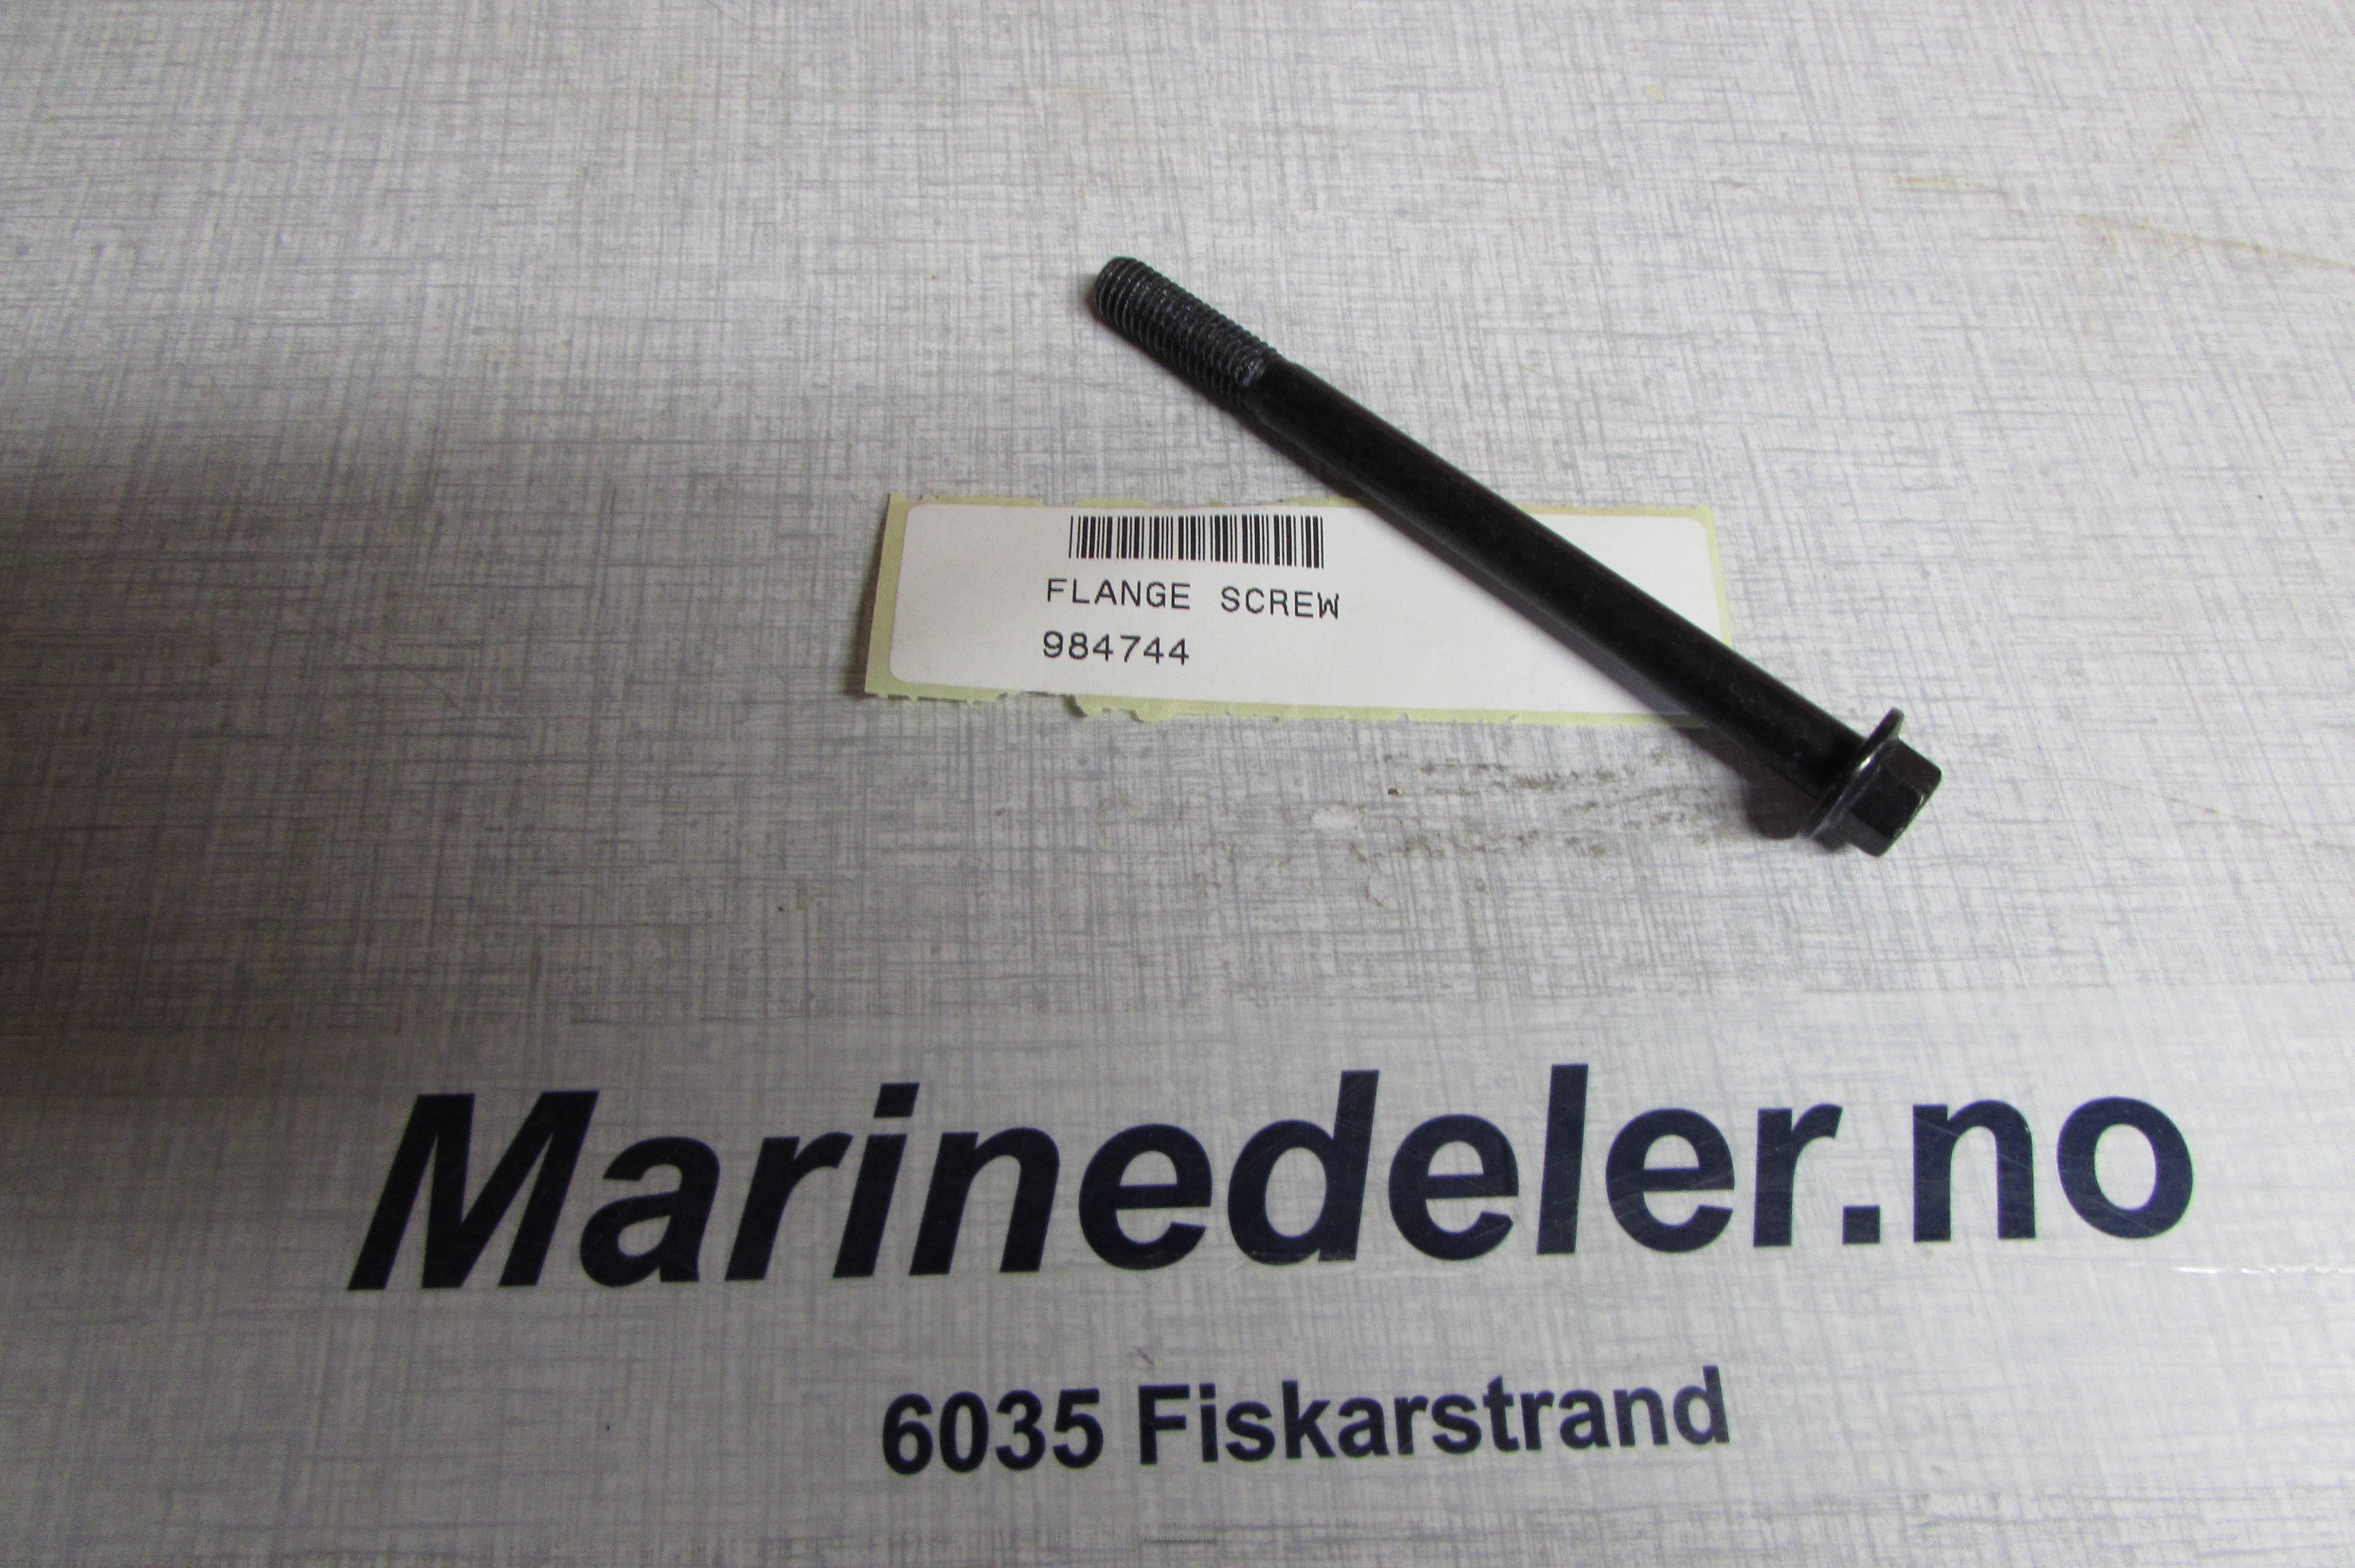 FLANGE SCREW
984744
Marinedeler.no
6035 Fiskarstrand